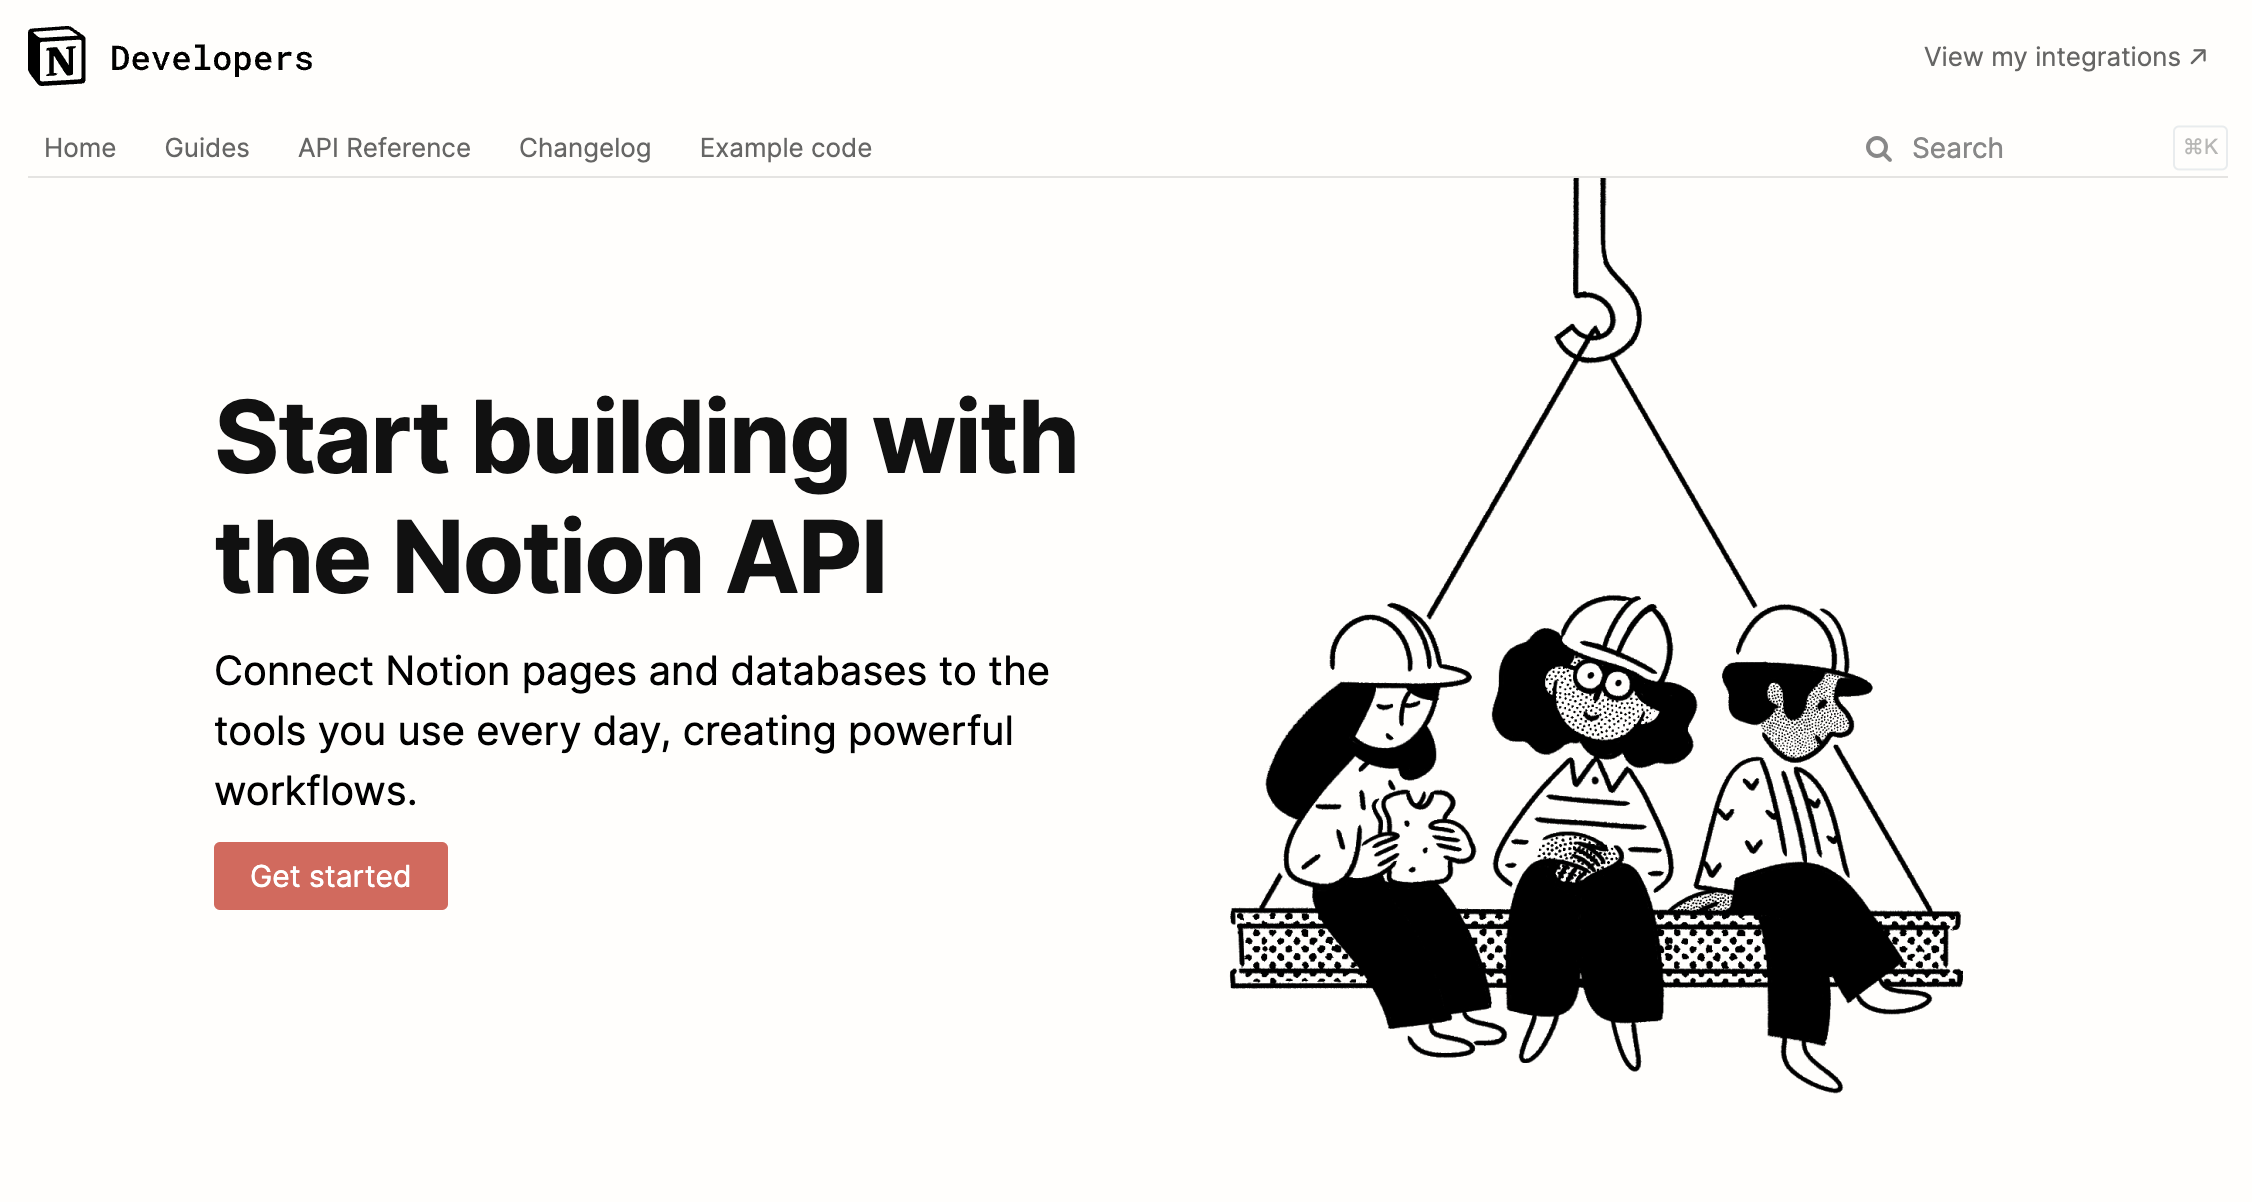 N Developers
View my integrations ↗
Home Guides API Reference Changelog Example code
Search ⌘K
Start building with
the Notion API
Connect Notion pages and databases to the
tools you use every day, creating powerful
workflows.
Get started